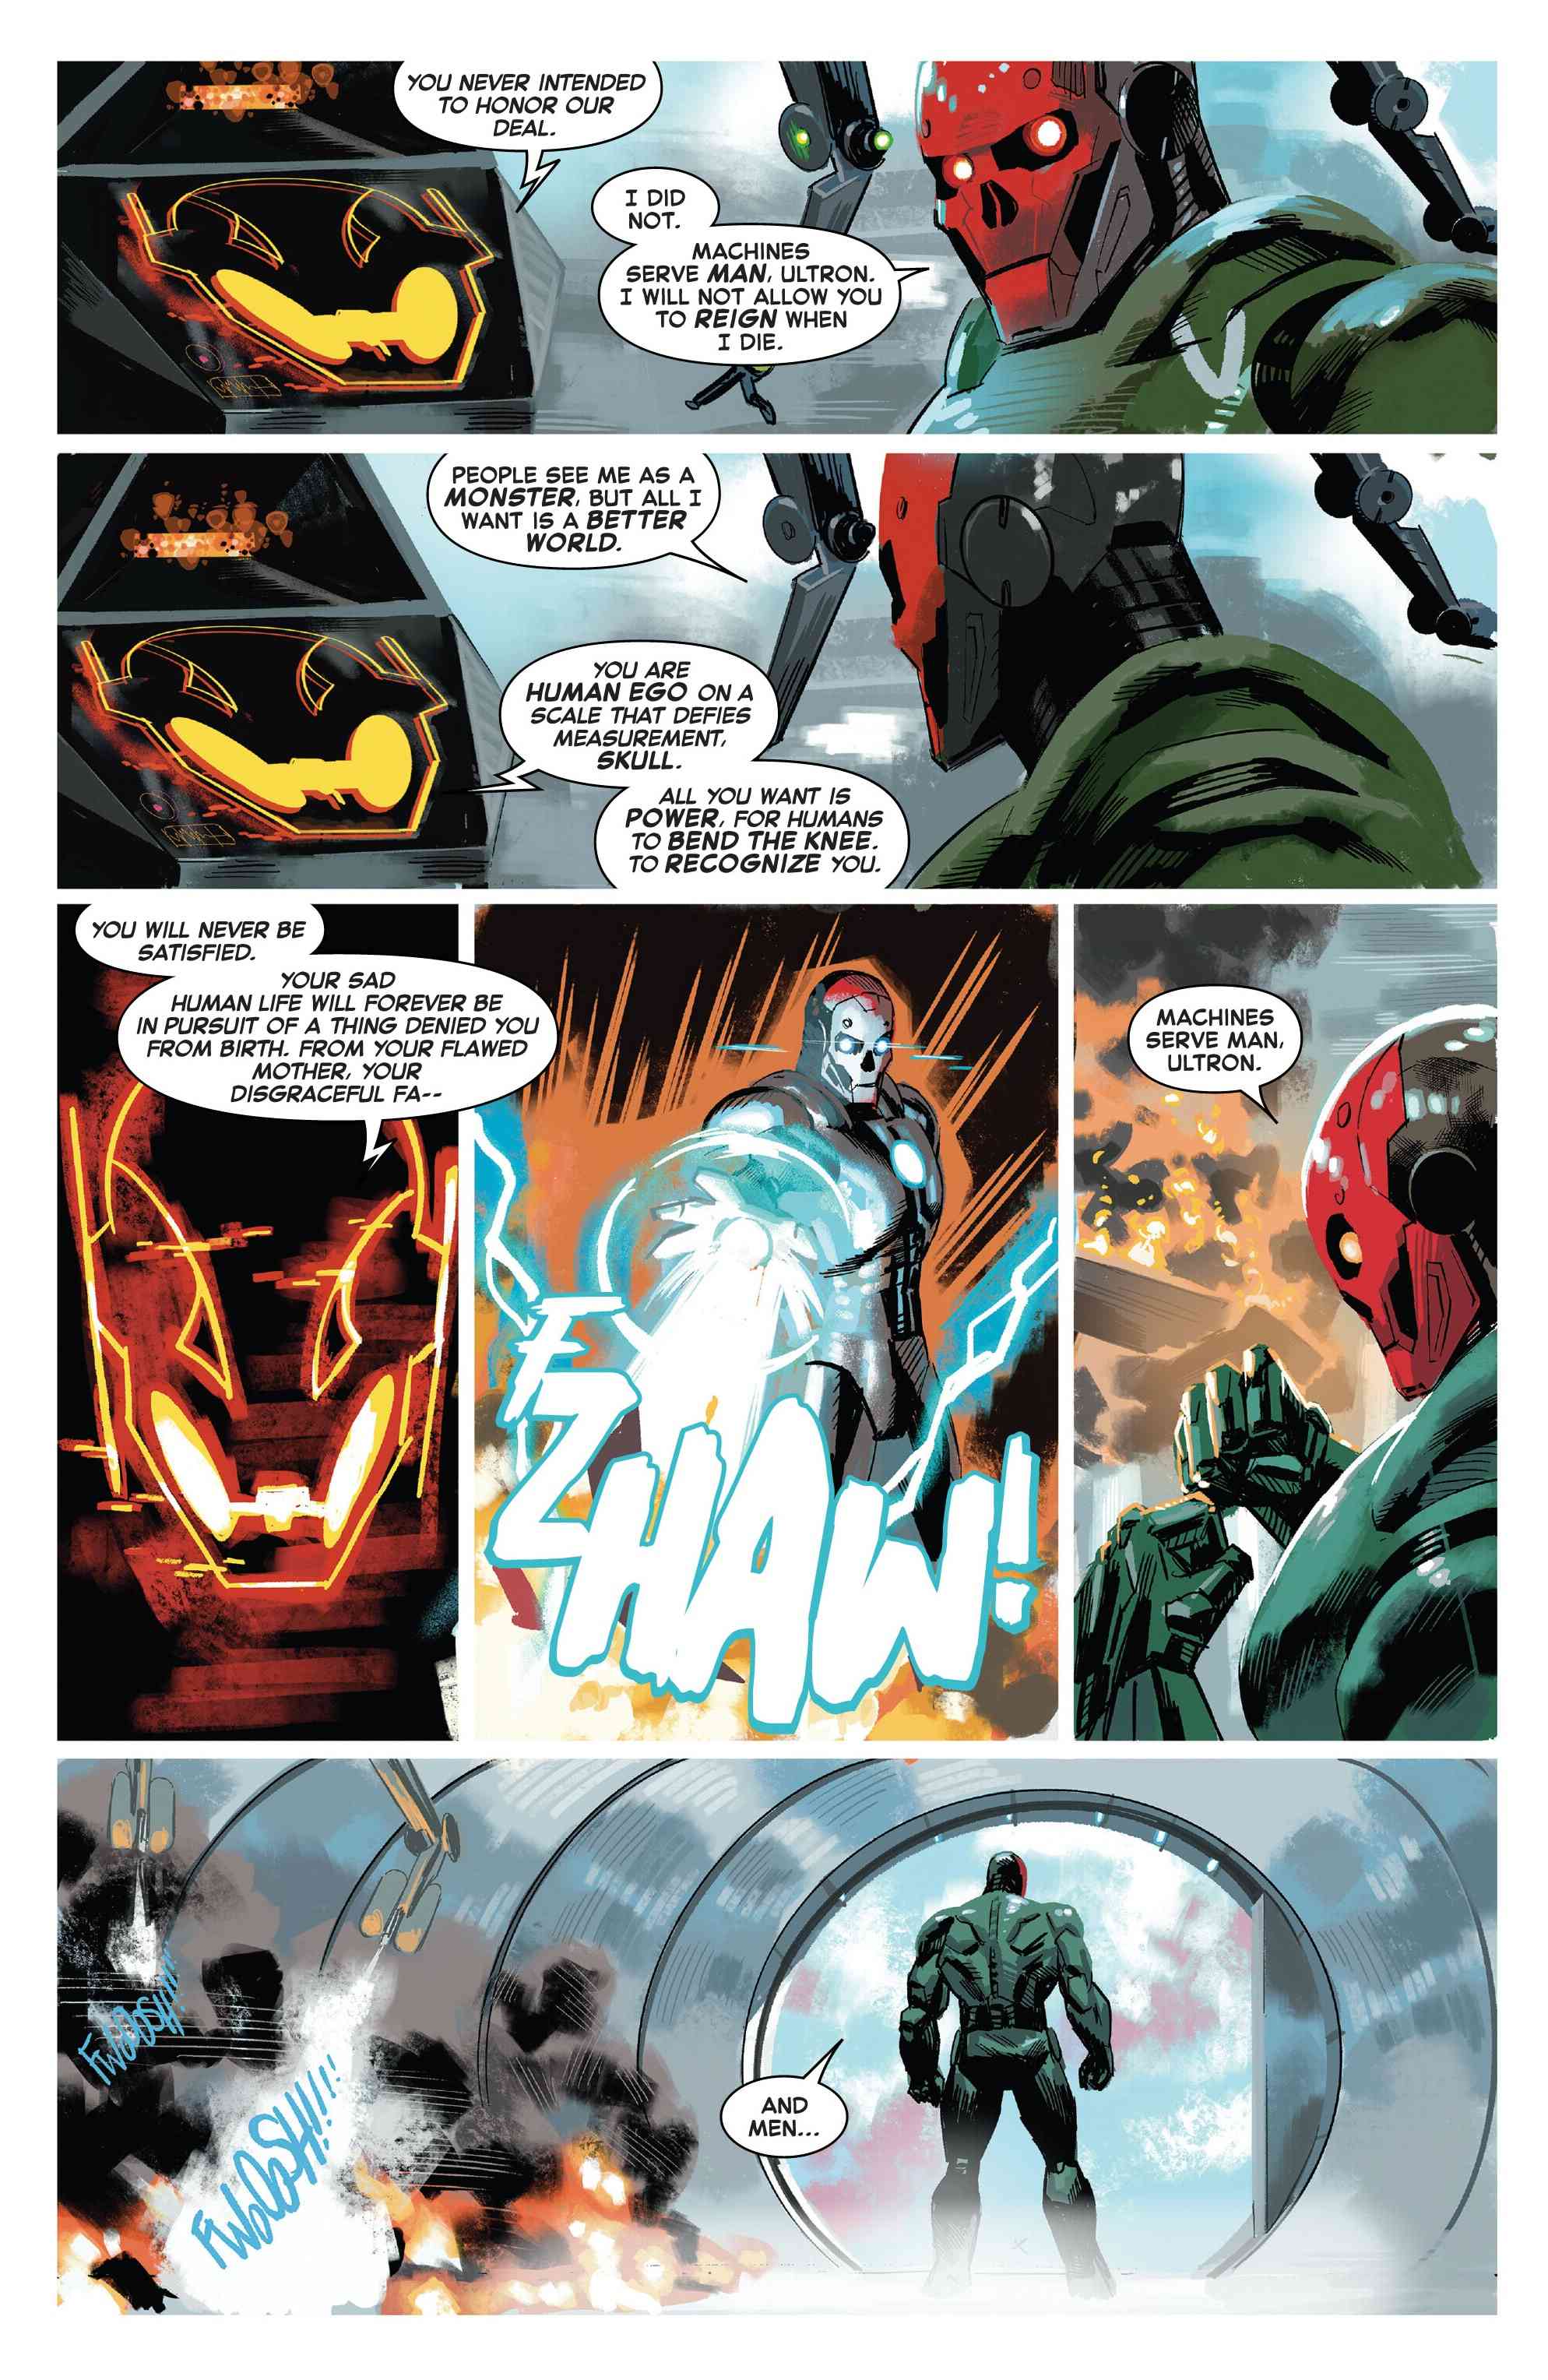 YOU NEVER INTENDED
TO HONOR OUR
DEAL.
I DID
NOT.
MACHINES
SERVE MAN, ULTRON.
I WILL NOT ALLOW YOU
TO REIGN WHEN
I DIE.
PEOPLE SEE ME AS A
MONSTER, BUT ALL I
WANT IS A BETTER
WORLD.
YOU ARE
HUMAN EGO ON A
SCALE THAT DEFIES
MEASUREMENT,
SKULL.
ALL YOU WANT IS
POWER, FOR HUMANS
TO BEND THE KNEE.
TO RECOGNIZE YOU.
YOU WILL NEVER BE
SATISFIED.
YOUR SAD
HUMAN LIFE WILL FOREVER BE
IN PURSUIT OF A THING DENIED YOU
FROM BIRTH. FROM YOUR FLAWED
MOTHER, YOUR
DISGRACEFUL FA--
FZHAW!
MACHINES
SERVE MAN,
ULTRON.
FWOOSH!!!
FWOOSH!!!
AND
MEN...